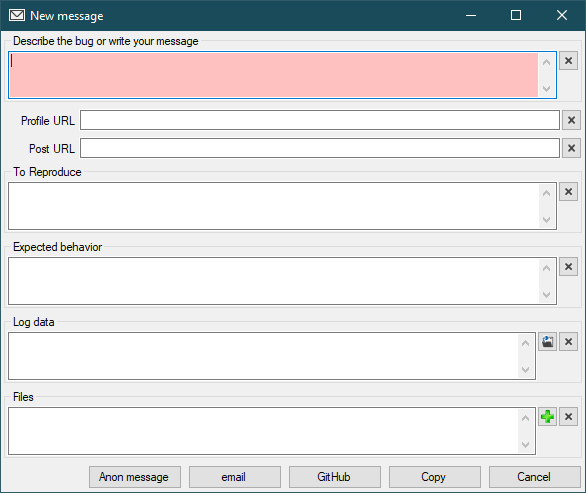 New message
Describe the bug or write your message
Profile URL
Post URL
To Reproduce
Expected behavior
Log data
Files
Anon message email GitHub Copy Cancel